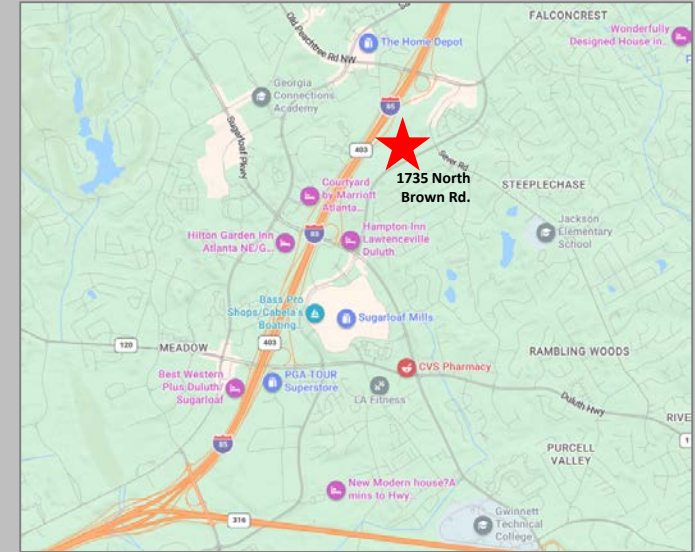 FALCONCREST
Wonderfully
Designed House in..
The Home Depot
Old Peachtree Rd NW
Georgia
Connections
Academy
85
Sugarloaf Pkwy
403
Sever Rd
1735 North
Brown Rd.
STEEPLECHASE
Courtyard
by Marriott
Atlanta...
Jackson
Elementary
School
Hilton Garden Inn
Atlanta NE/G...
85
Hampton Inn
Lawrenceville
Duluth
Bass Pro
Shops/Cabela's
Boating...
Sugarloaf Mills
120
MEADOW
403
RAMBLING WOODS
CVS Pharmacy
Best Western
Plus Duluth/
Sugarloaf
PGA TOUR
Superstore
LA Fitness
Duluth Hwy
RIVE
1
85
PURCELL
VALLEY
New Modern house?A
mins to Hwy...
316
Gwinnett
Technical
College